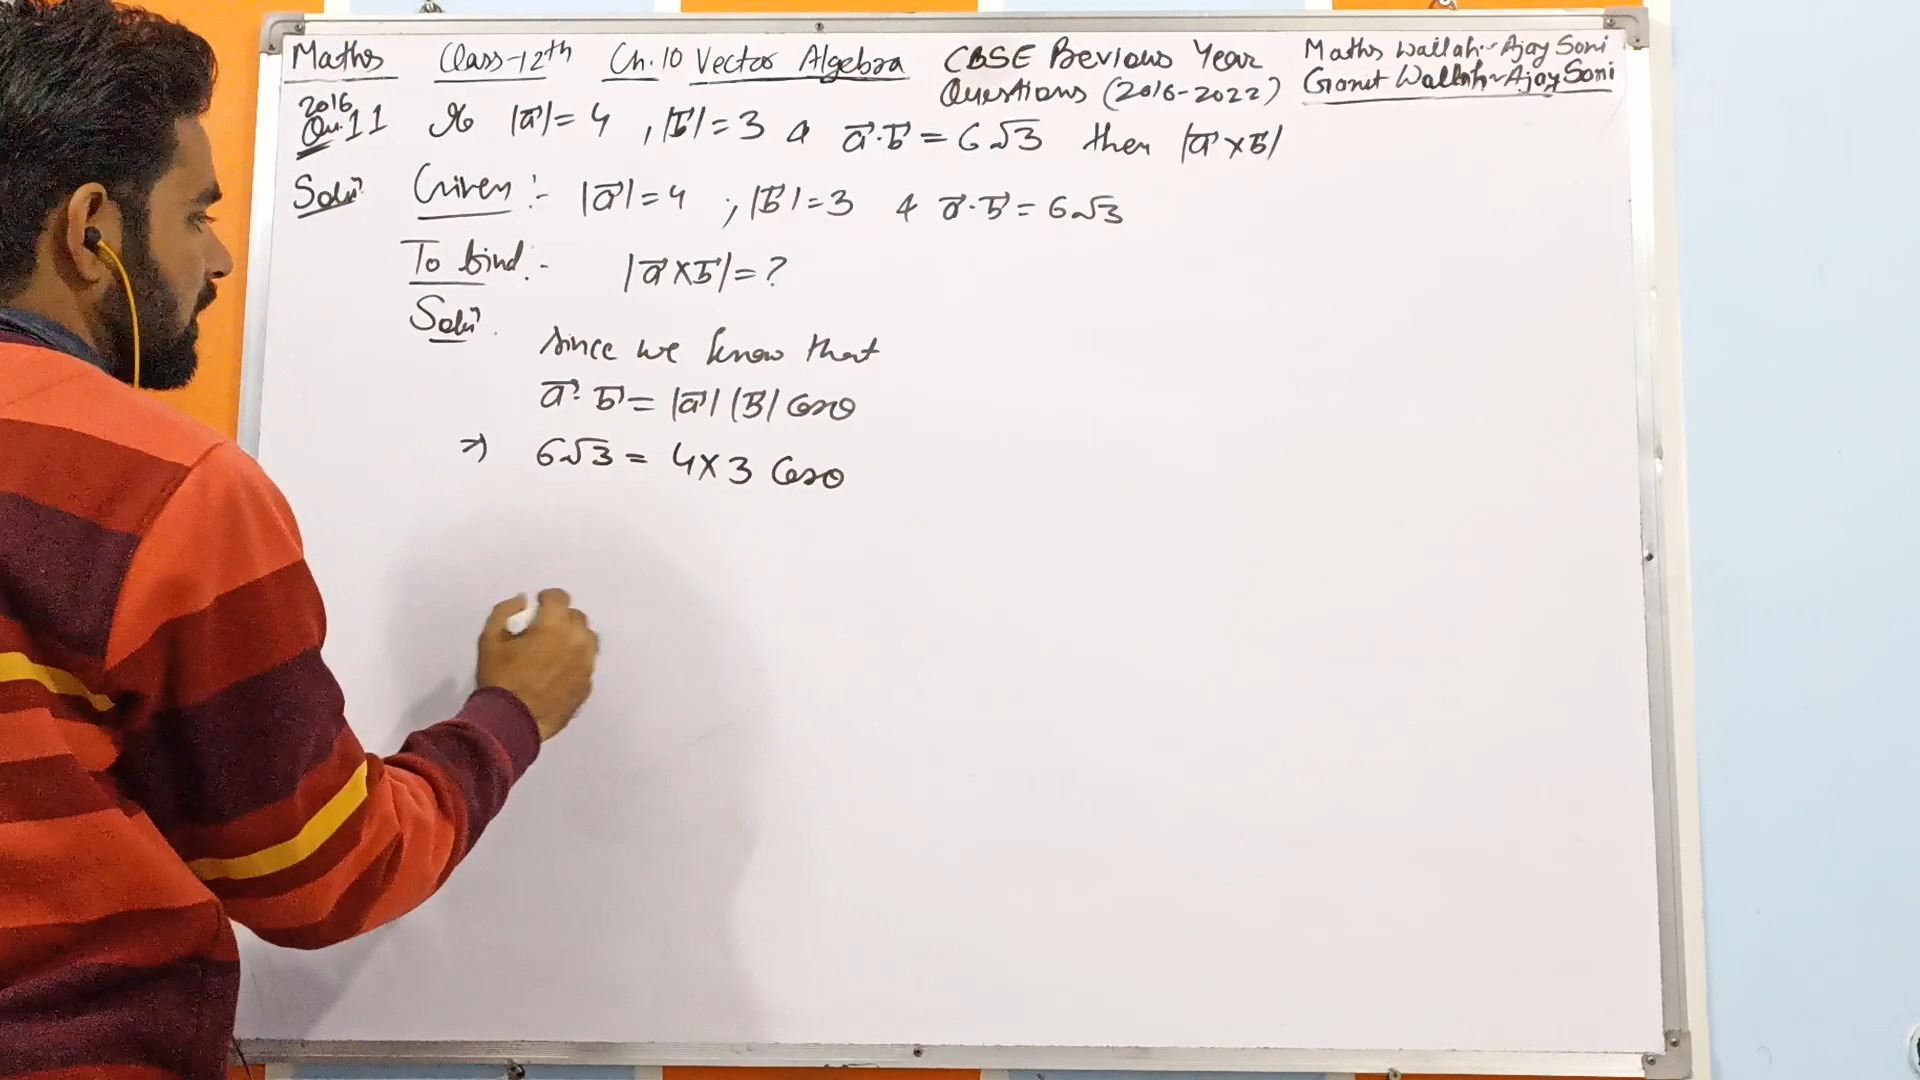 Maths Class-12th Ch.10 Vector Algebra CBSE Previous Year Questions (2016-2022)
Maths Wallah~Ajay Soni
Ganit Wallah~Ajay Soni
2016
Qu.11 If |a⃗|=4 , |b⃗|=3 & a⃗·b⃗=6√3 then |a⃗×b⃗|
Solⁿ. Given:- |a⃗|=4 ; |b⃗|=3 & a⃗·b⃗=6√3
To find:- |a⃗×b⃗|=?
Solⁿ.
since we know that
a⃗·b⃗=|a⃗||b⃗|cosθ
⇒ 6√3=4×3 cosθ